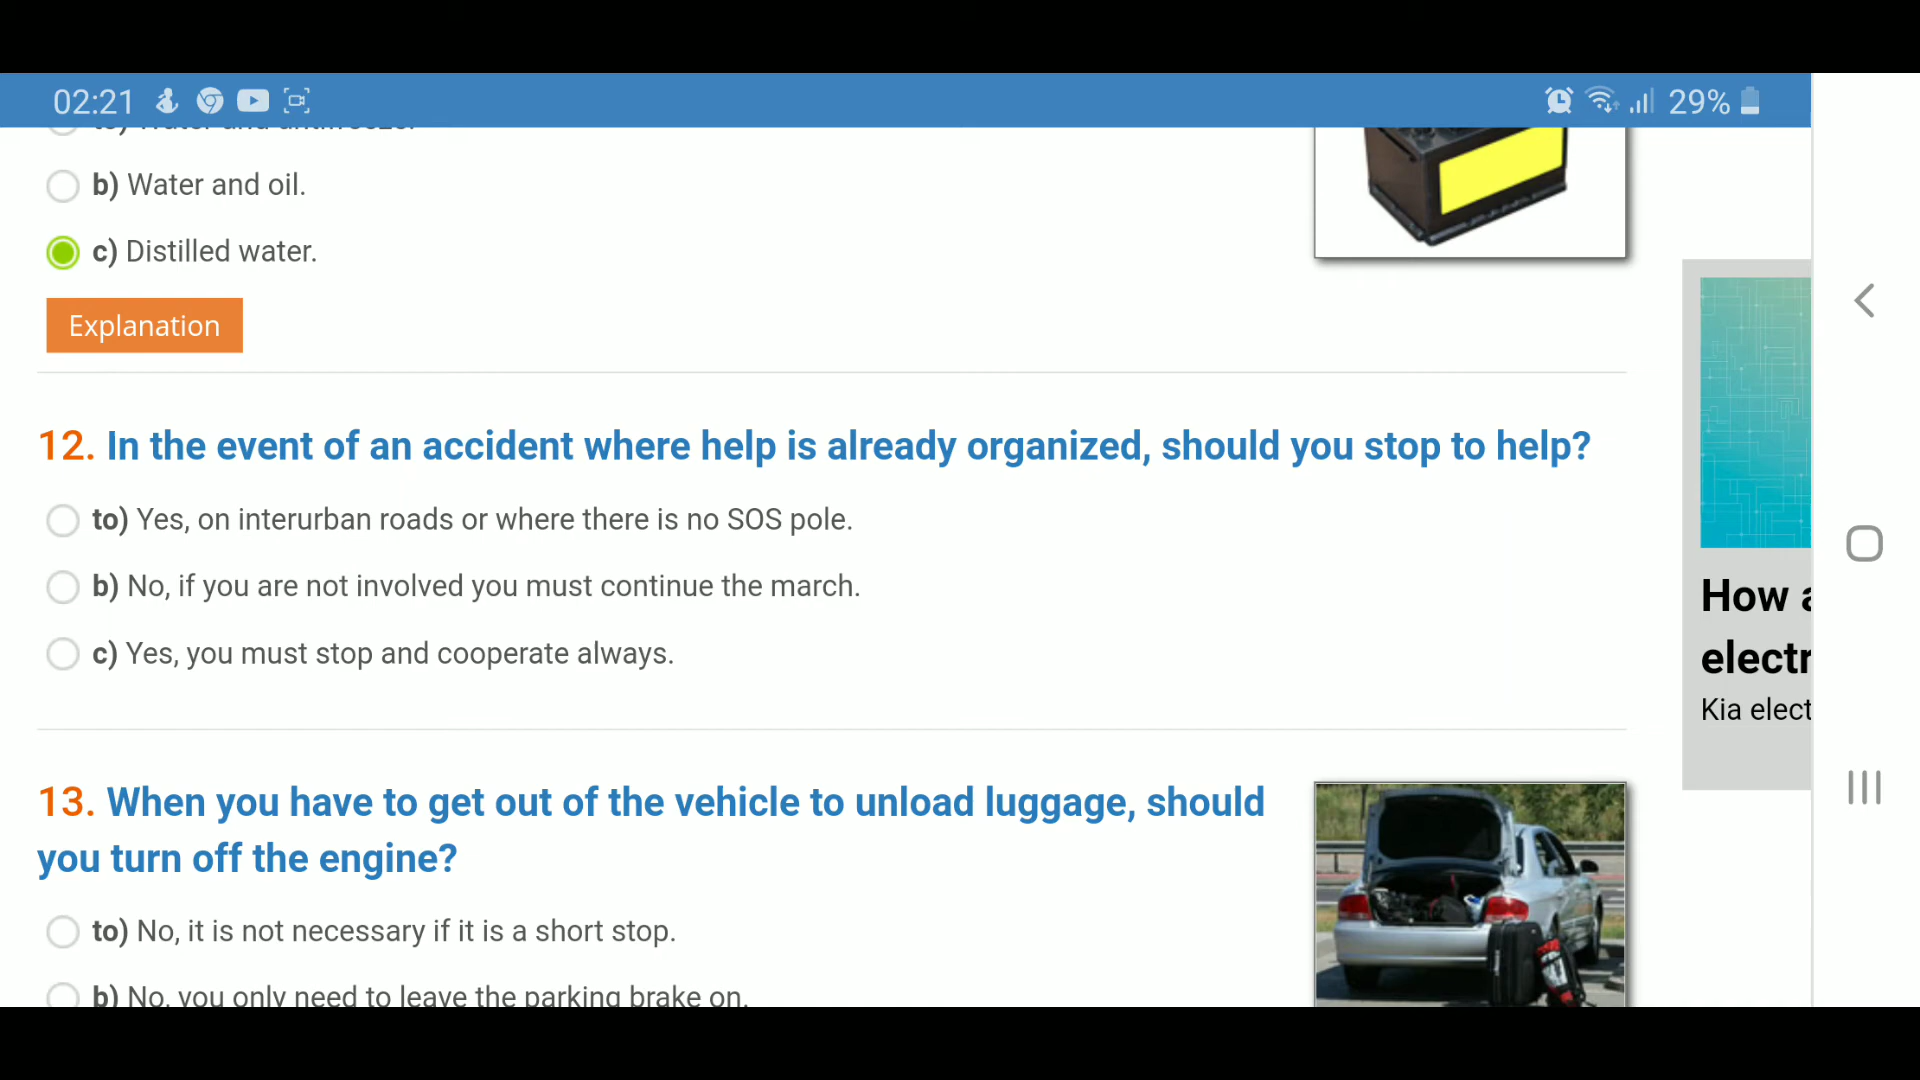 02:21
29%
b) Water and oil.
c) Distilled water.
Explanation
12. In the event of an accident where help is already organized, should you stop to help?
to) Yes, on interurban roads or where there is no SOS pole.
b) No, if you are not involved you must continue the march.
c) Yes, you must stop and cooperate always.
13. When you have to get out of the vehicle to unload luggage, should
you turn off the engine?
to) No, it is not necessary if it is a short stop.
b) No, you only need to leave the parking brake on.
How
electr
Kia elect